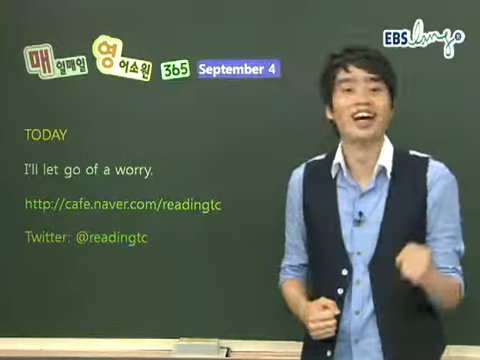 매일매일 영어소원 365 September 4
EBSlang
TODAY
I'll let go of a worry.
http://cafe.naver.com/readingtc
Twitter: @readingtc